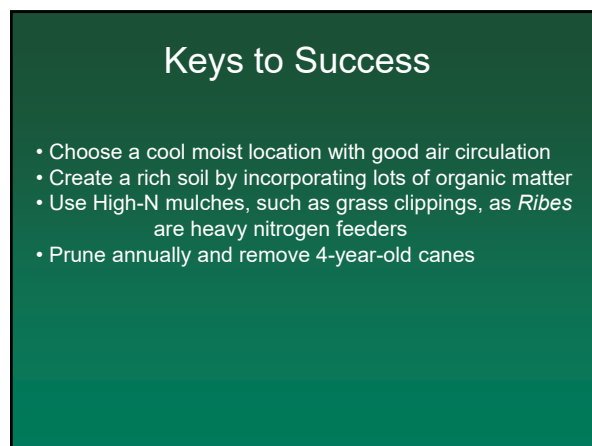 Keys to Success
• Choose a cool moist location with good air circulation
• Create a rich soil by incorporating lots of organic matter
• Use High-N mulches, such as grass clippings, as Ribes
are heavy nitrogen feeders
• Prune annually and remove 4-year-old canes